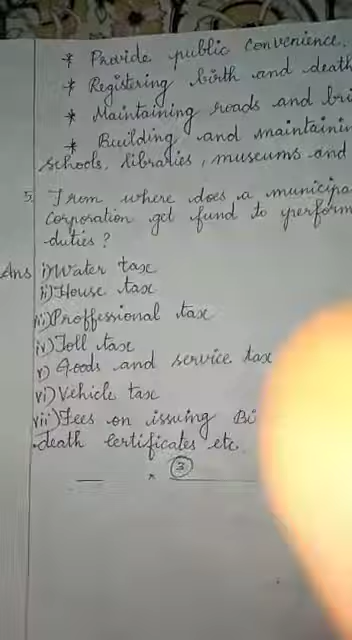 * Provide public convenience.
* Registering birth and death
* Maintaining roads and bri
* Building and maintainin
schools, libraries, museums and
5. From where does a municipa
corporation get fund to perform
duties?
Ans i) Water tax
ii) House tax
iii) Proffessional tax
iv) Toll tax
v) Goods and service tax
vi) Vehicle tax
vii) Fees on issuing Bi
death certificates etc.
3